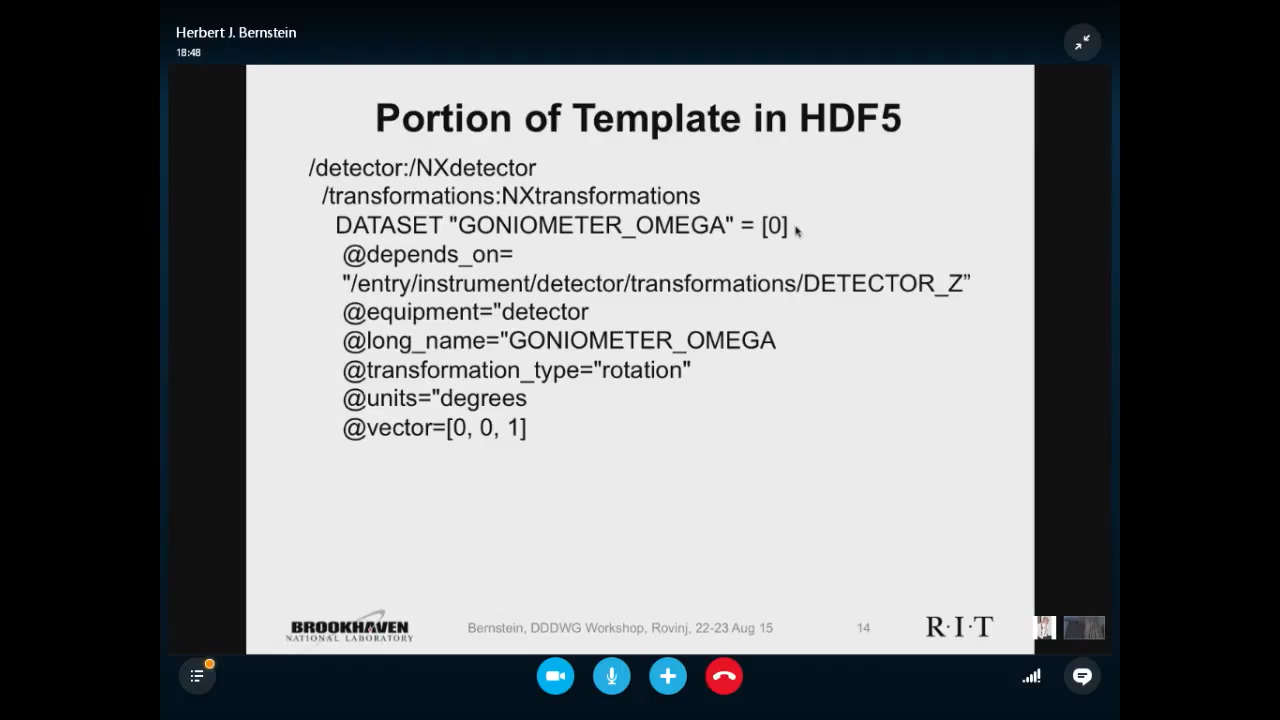 Herbert J. Bernstein
18:48
Portion of Template in HDF5
/detector:/NXdetector
/transformations:NXtransformations
DATASET "GONIOMETER_OMEGA" = [0]
@depends_on=
"/entry/instrument/detector/transformations/DETECTOR_Z”
@equipment="detector
@long_name="GONIOMETER_OMEGA
@transformation_type="rotation"
@units="degrees
@vector=[0, 0, 1]
BROOKHAVEN
NATIONAL LABORATORY
Bernstein, DDDWG Workshop, Rovinj, 22-23 Aug 15
14
R·I·T